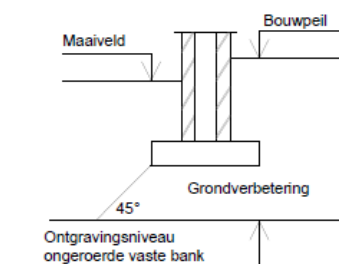 Bouwpeil
Maaiveld
Grondverbetering
45°
Ontgravingsniveau
ongeroerde vaste bank